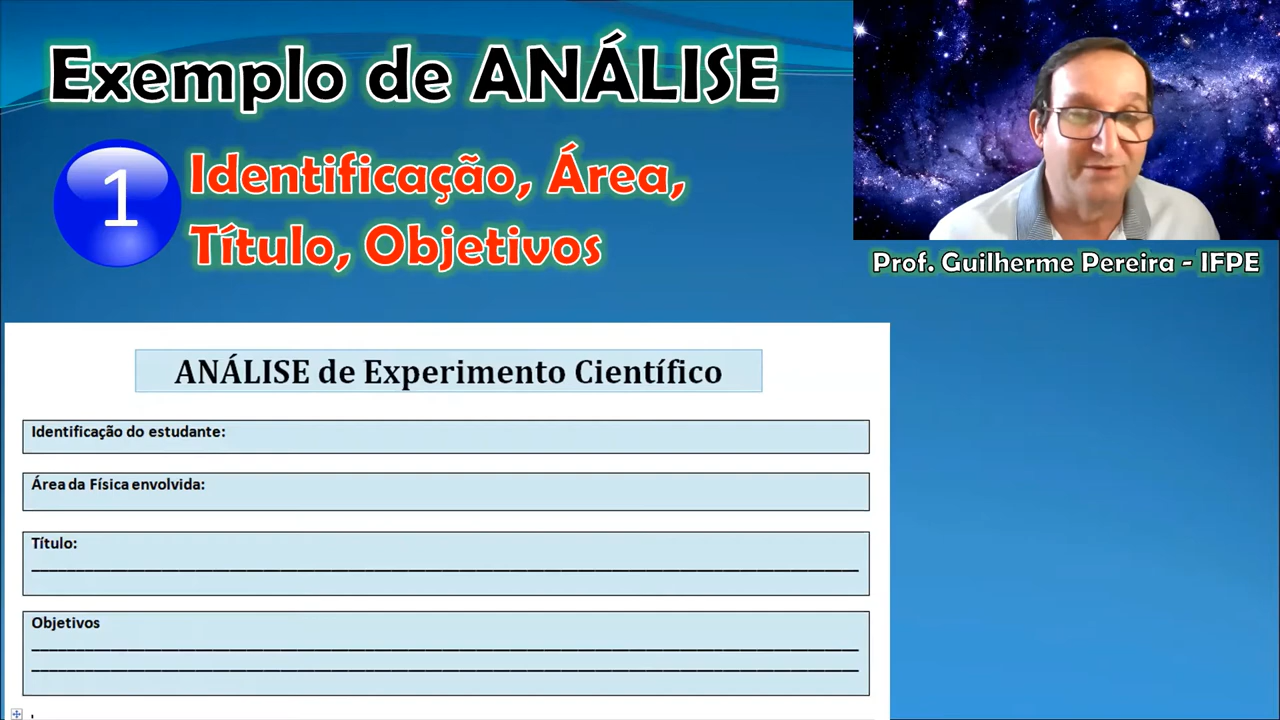 Exemplo de ANÁLISE
1
Identificação, Área,
Título, Objetivos
Prof. Guilherme Pereira - IFPE
ANÁLISE de Experimento Científico
Identificação do estudante:
Área da Física envolvida:
Título:
Objetivos